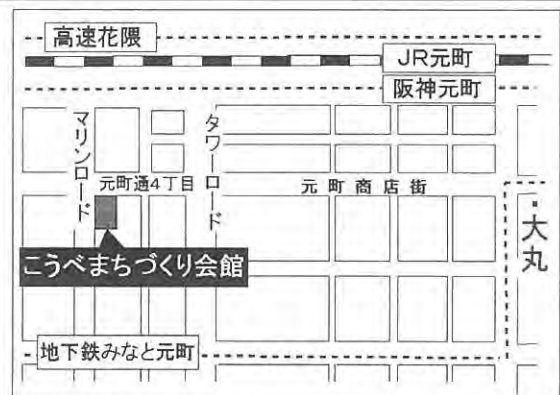 高速花隈
JR元町
阪神元町
マリンロード
タワーロード
元町通4丁目
元町商店街
・大丸
こうべまちづくり会館
地下鉄みなと元町